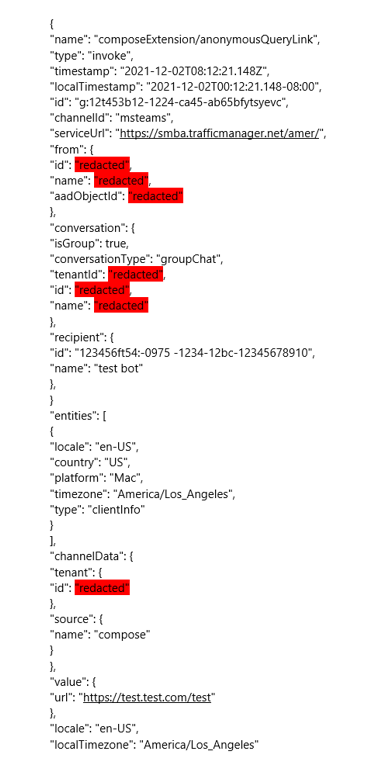 {
"name": "composeExtension/anonymousQueryLink",
"type": "invoke",
"timestamp": "2021-12-02T08:12:21.148Z",
"localTimestamp": "2021-12-02T00:12:21.148-08:00",
"id": "g:12t453b12-1224-ca45-ab65bfytsyevc",
"channelId": "msteams",
"serviceUrl": "https://smba.trafficmanager.net/amer/",
"from": {
"id": "redacted",
"name": "redacted",
"aadObjectId": "redacted"
},
"conversation": {
"isGroup": true,
"conversationType": "groupChat",
"tenantId": "redacted",
"id": "redacted",
"name": "redacted"
},
"recipient": {
"id": "123456ft54:-0975 -1234-12bc-12345678910",
"name": "test bot"
},
}
"entities": [
{
"locale": "en-US",
"country": "US",
"platform": "Mac",
"timezone": "America/Los_Angeles",
"type": "clientInfo"
}
],
"channelData": {
"tenant": {
"id": "redacted"
},
"source": {
"name": "compose"
}
},
"value": {
"url": "https://test.test.com/test"
},
"locale": "en-US",
"localTimezone": "America/Los_Angeles"